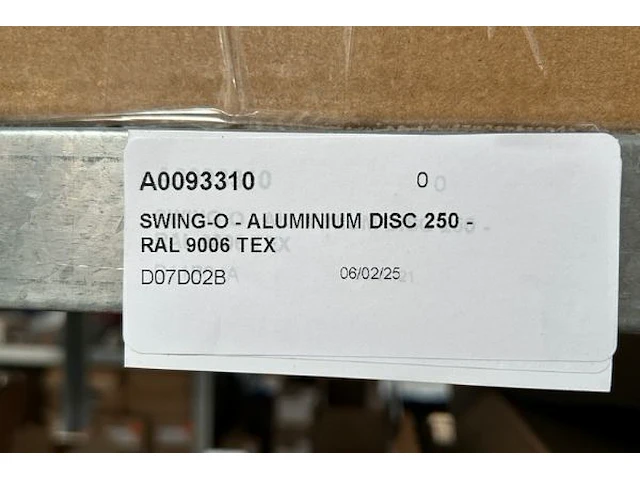 A0093310 0
SWING-O - ALUMINIUM DISC 250 -
RAL 9006 TEX
D07D02B 06/02/25